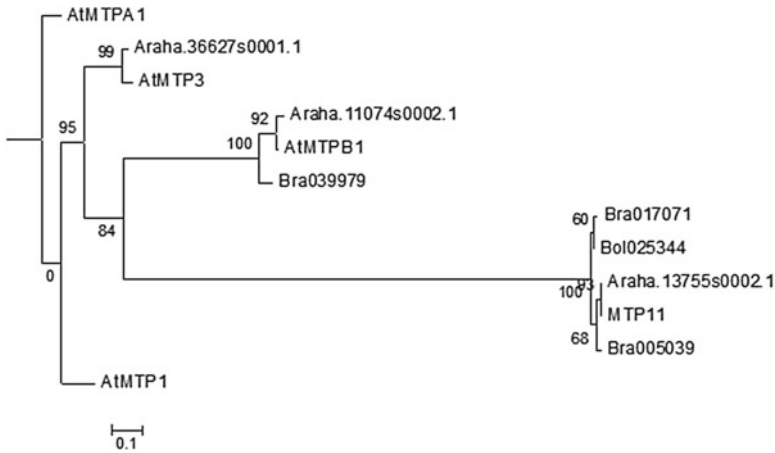 AtMTPA1
99 Araha.36627s0001.1
AtMTP3
95
92 Araha.11074s0002.1
100 AtMTPB1
Bra039979
84
60 Bra017071
Bol025344
93 Araha.13755s0002.1
100
MTP11
68 Bra005039
0
AtMTP1
0.1